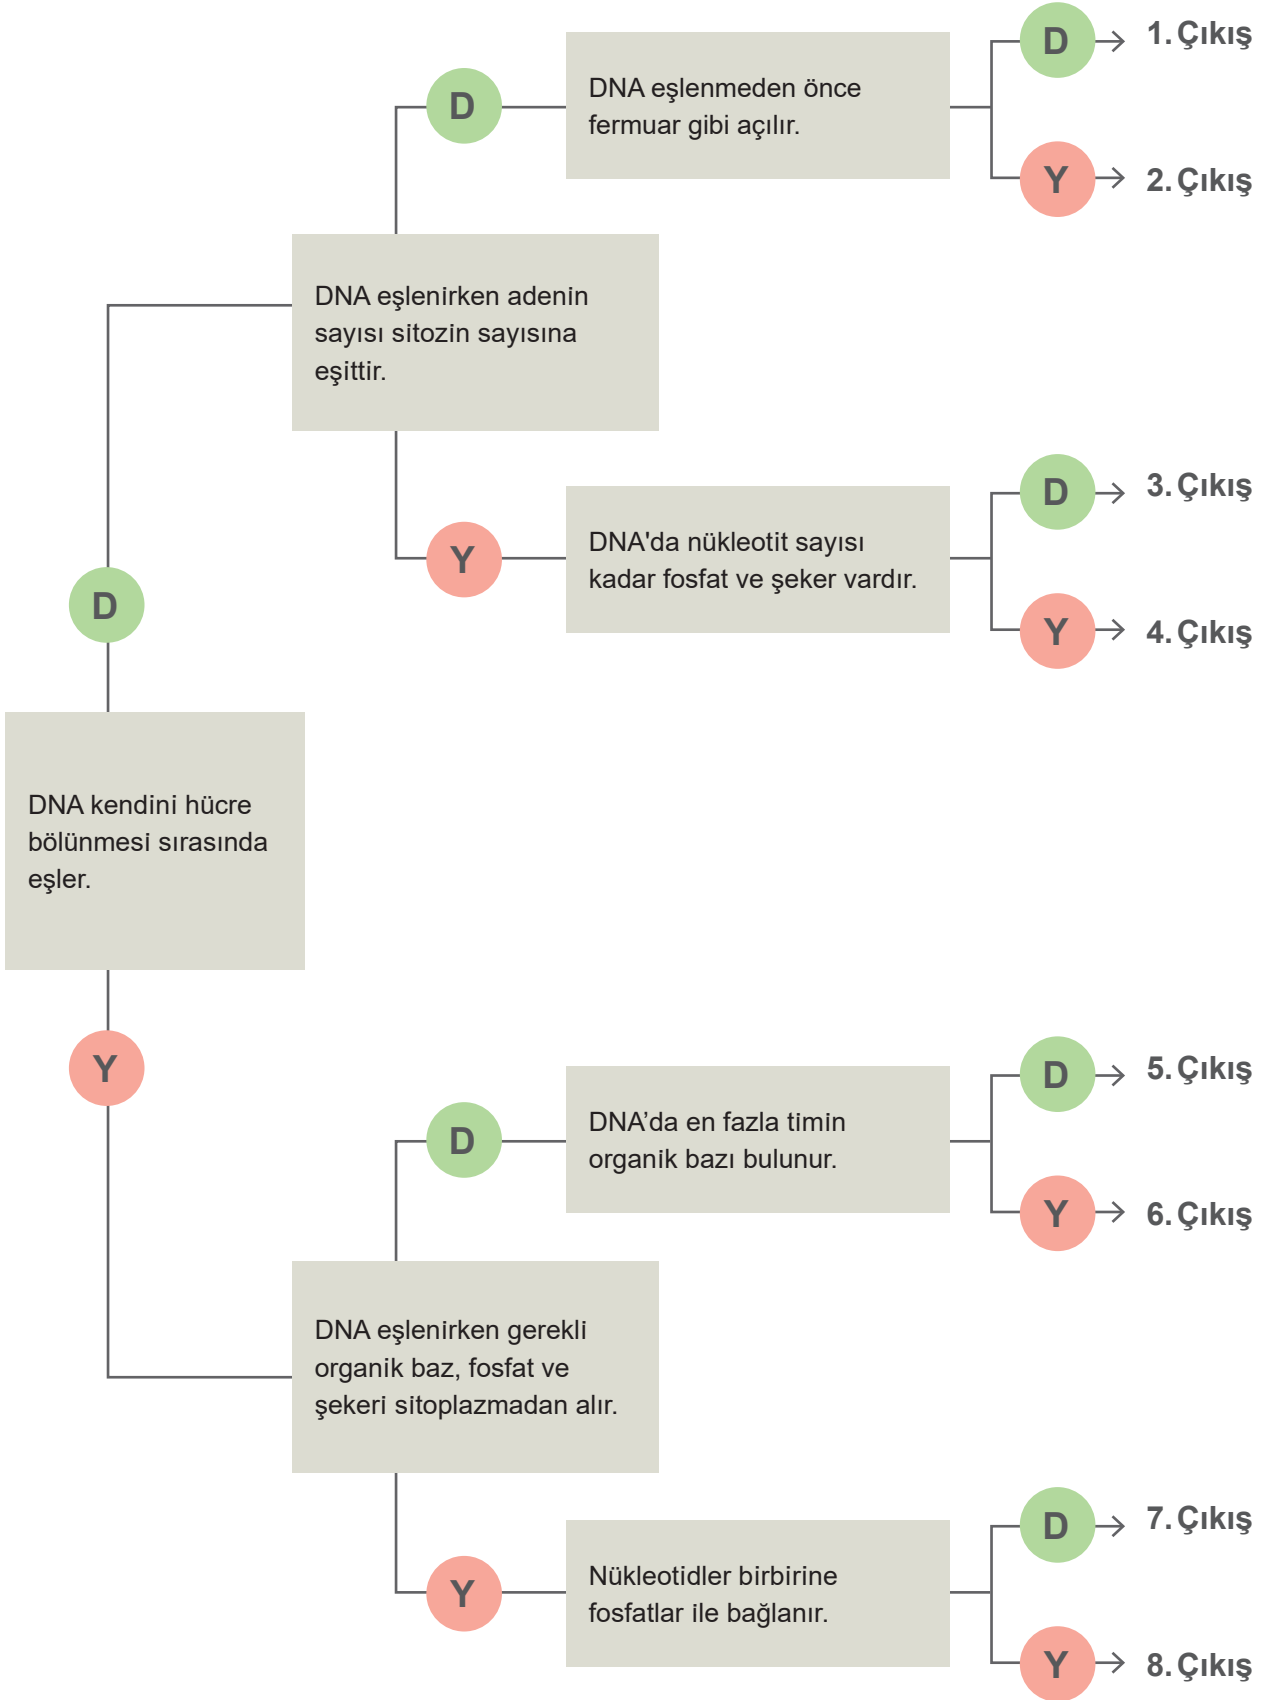 D
1. Çıkış
DNA eşlenmeden önce
fermuar gibi açılır.
D
Y
2. Çıkış
DNA eşlenirken adenin
sayısı sitozin sayısına
eşittir.
D
3. Çıkış
DNA'da nükleotit sayısı
kadar fosfat ve şeker vardır.
Y
Y
4. Çıkış
D
DNA kendini hücre
bölünmesi sırasında
eşler.
Y
D
5. Çıkış
DNA’da en fazla timin
organik bazı bulunur.
D
Y
6. Çıkış
DNA eşlenirken gerekli
organik baz, fosfat ve
şekeri sitoplazmadan alır.
D
7. Çıkış
Nükleotidler birbirine
fosfatlar ile bağlanır.
Y
Y
8. Çıkış